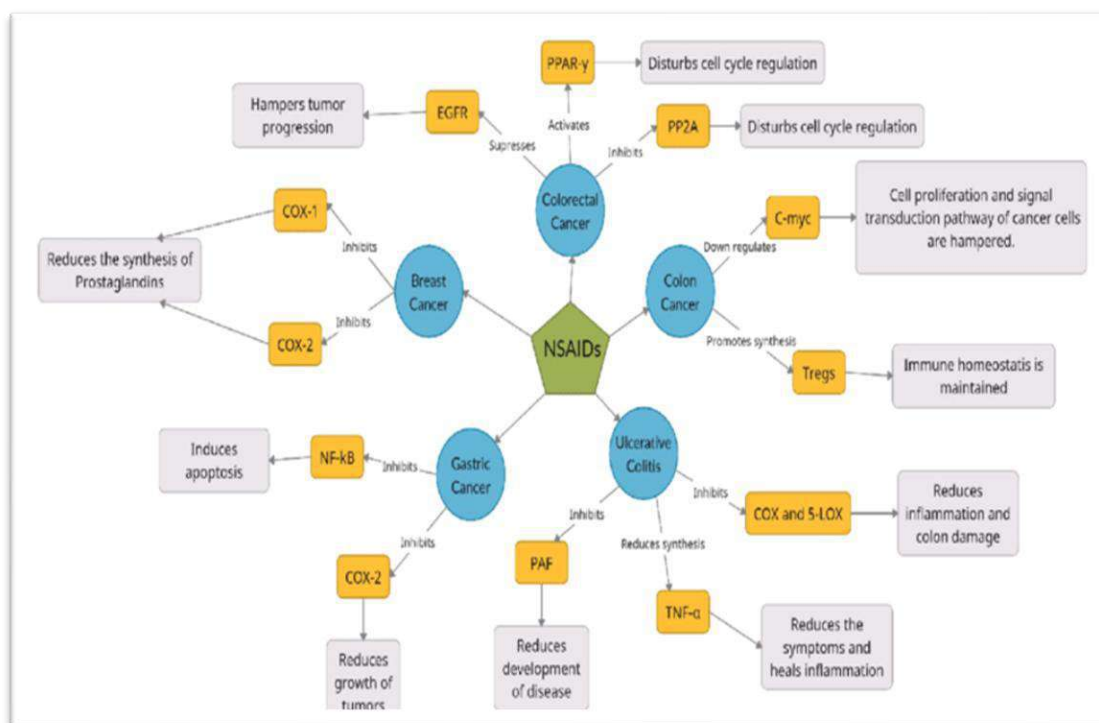 PPAR-γ
Disturbs cell cycle regulation
Hampers tumor
progression
EGFR
Activates
Supresses
PP2A
Disturbs cell cycle regulation
Inhibits
Colorectal
Cancer
Cell proliferation and signal
transduction pathway of cancer cells
are hampered.
C-myc
Down regulates
Colon
Cancer
COX-1
Inhibits
Reduces the synthesis of
Prostaglandins
Breast
Cancer
Inhibits
COX-2
NSAIDs
Promotes synthesis
Tregs
Immune homeostatis is
maintained
Induces
apoptosis
NF-kB
Inhibits
Gastric
Cancer
Ulcerative
Colitis
Inhibits
COX and 5-LOX
Reduces
inflammation and
colon damage
Inhibits
COX-2
Reduces
growth of
tumors
Inhibits
PAF
Reduces
development
of disease
Reduces synthesis
TNF-α
Reduces the
symptoms and
heals inflammation